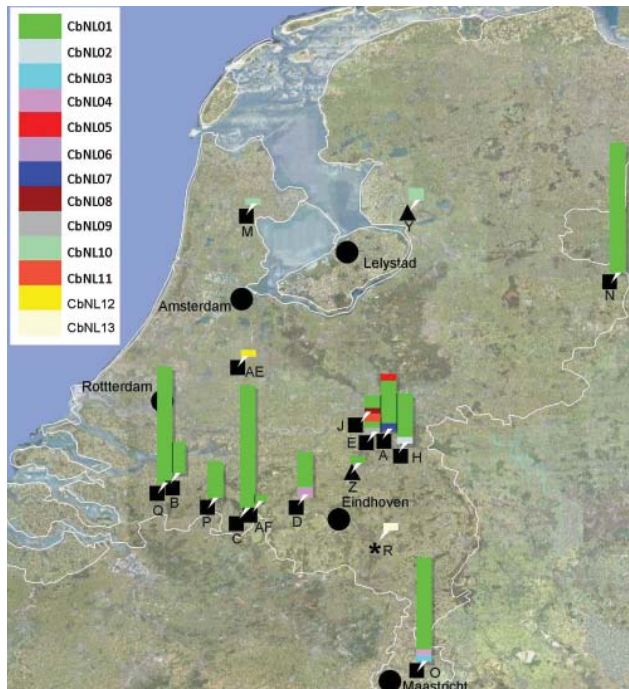 CbNL01
CbNL02
CbNL03
CbNL04
CbNL05
CbNL06
CbNL07
CbNL08
CbNL09
CbNL10
CbNL11
CbNL12
CbNL13
M
Y
Lelystad
N
Amsterdam
AE
Rottterdam
J
E
A
H
Z
Q
B
P
C
AF
D
Eindhoven
*R
O
Maastricht